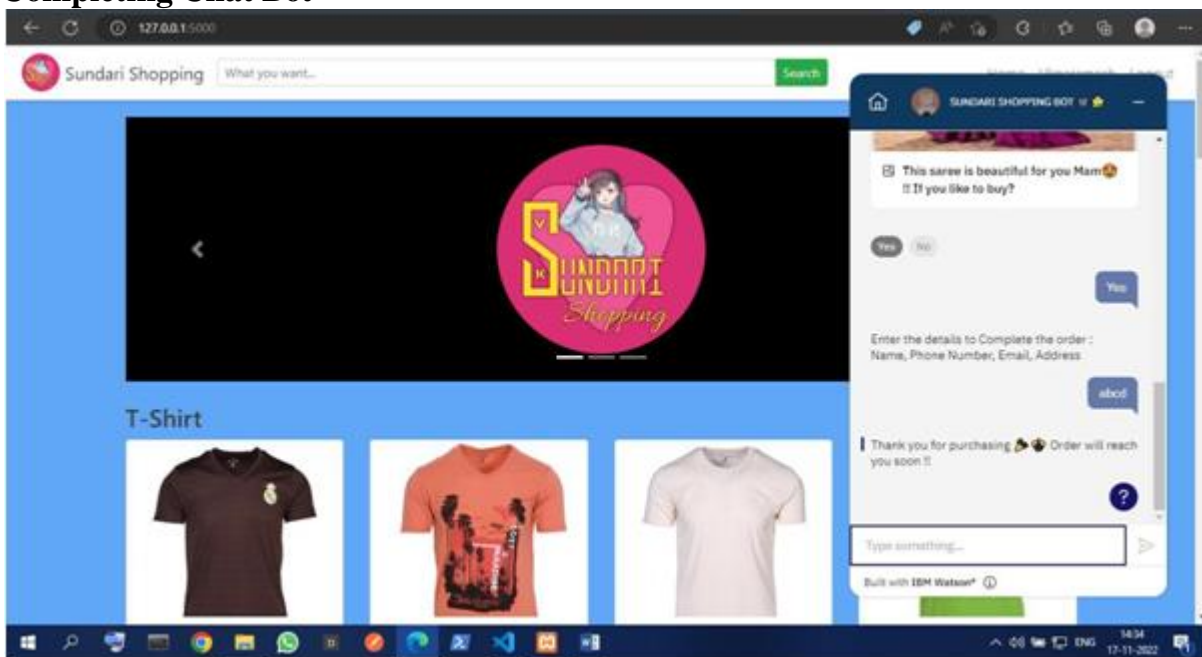 Completing Chat Bot
127.0.0.1:5000
Sundari Shopping
What you want...
Search
SUNDARI SHOPPING BOT
V
K
SUNDARI
Shopping
This saree is beautiful for you Mam
!! If you like to buy?
Yes
No
Yes
Enter the details to Complete the order :
Name, Phone Number, Email, Address
abcd
Thank you for purchasing Order will reach
you soon !!
?
Type something...
Built with IBM Watson®
T-Shirt
ENG
14:34
17-11-2022